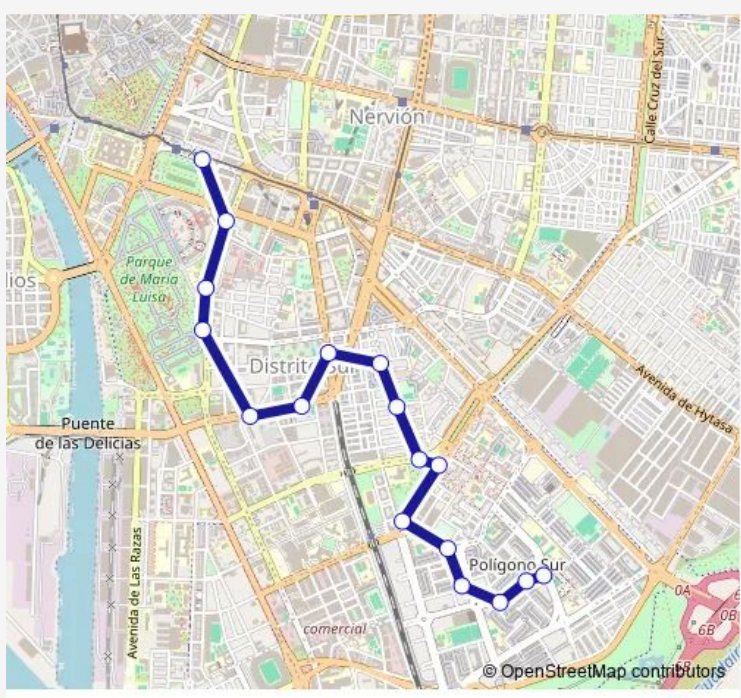 Calle Cruz del Sur
Nervión
Parque
de María
Luisa
lios
Distrito Sur
Avenida de Hytasa
Puente
de las Delicias
Avenida de Las Razas
Polígono Sur
0A
6B
6B
comercial
© OpenStreetMap contributors